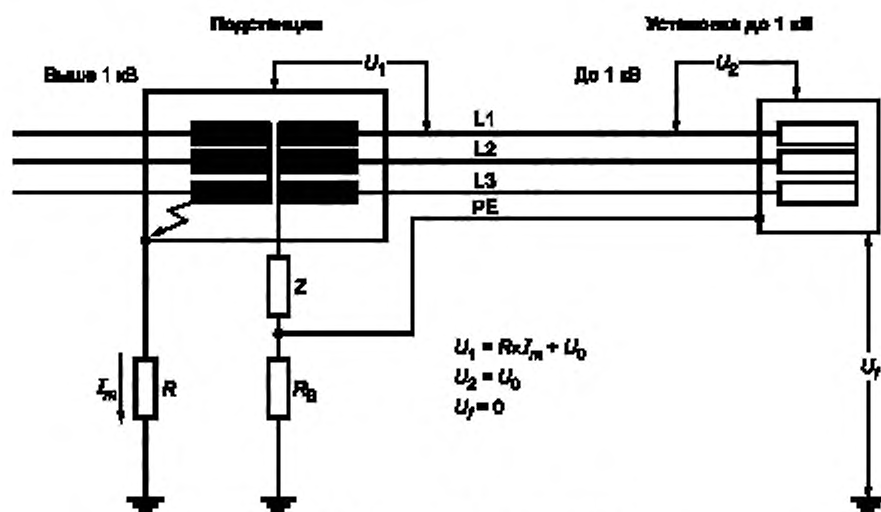 Подстанция
Установка до 1 кВ
Выше 1 кВ
U1
До 1 кВ
U2
L1
L2
L3
PE
Z
U1 = R×Im + U0
U2 = U0
Uf = 0
Im
R
RB
Uf